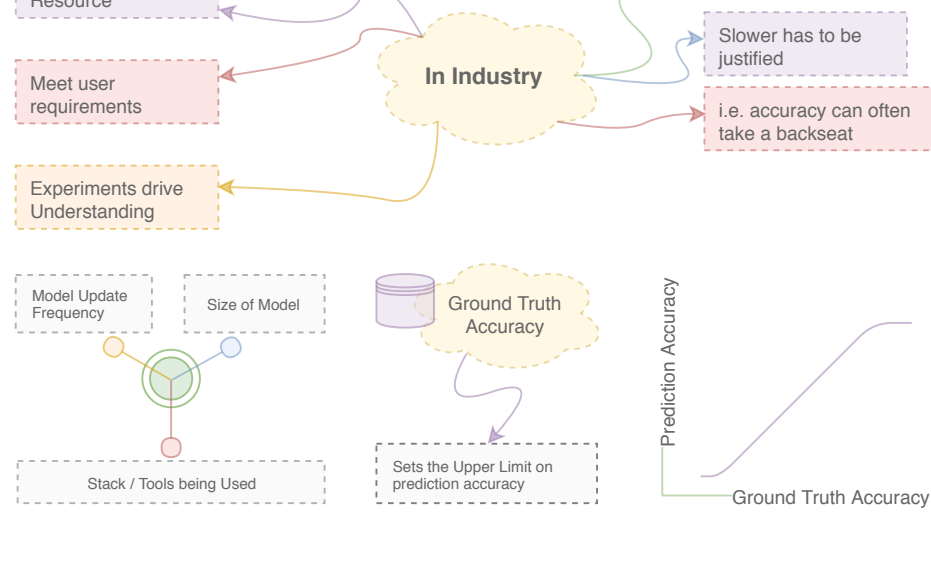 Resource
Meet user
requirements
Experiments drive
Understanding
In Industry
Slower has to be
justified
i.e. accuracy can often
take a backseat
Model Update
Frequency
Size of Model
Stack / Tools being Used
Ground Truth
Accuracy
Sets the Upper Limit on
prediction accuracy
Prediction Accuracy
Ground Truth Accuracy